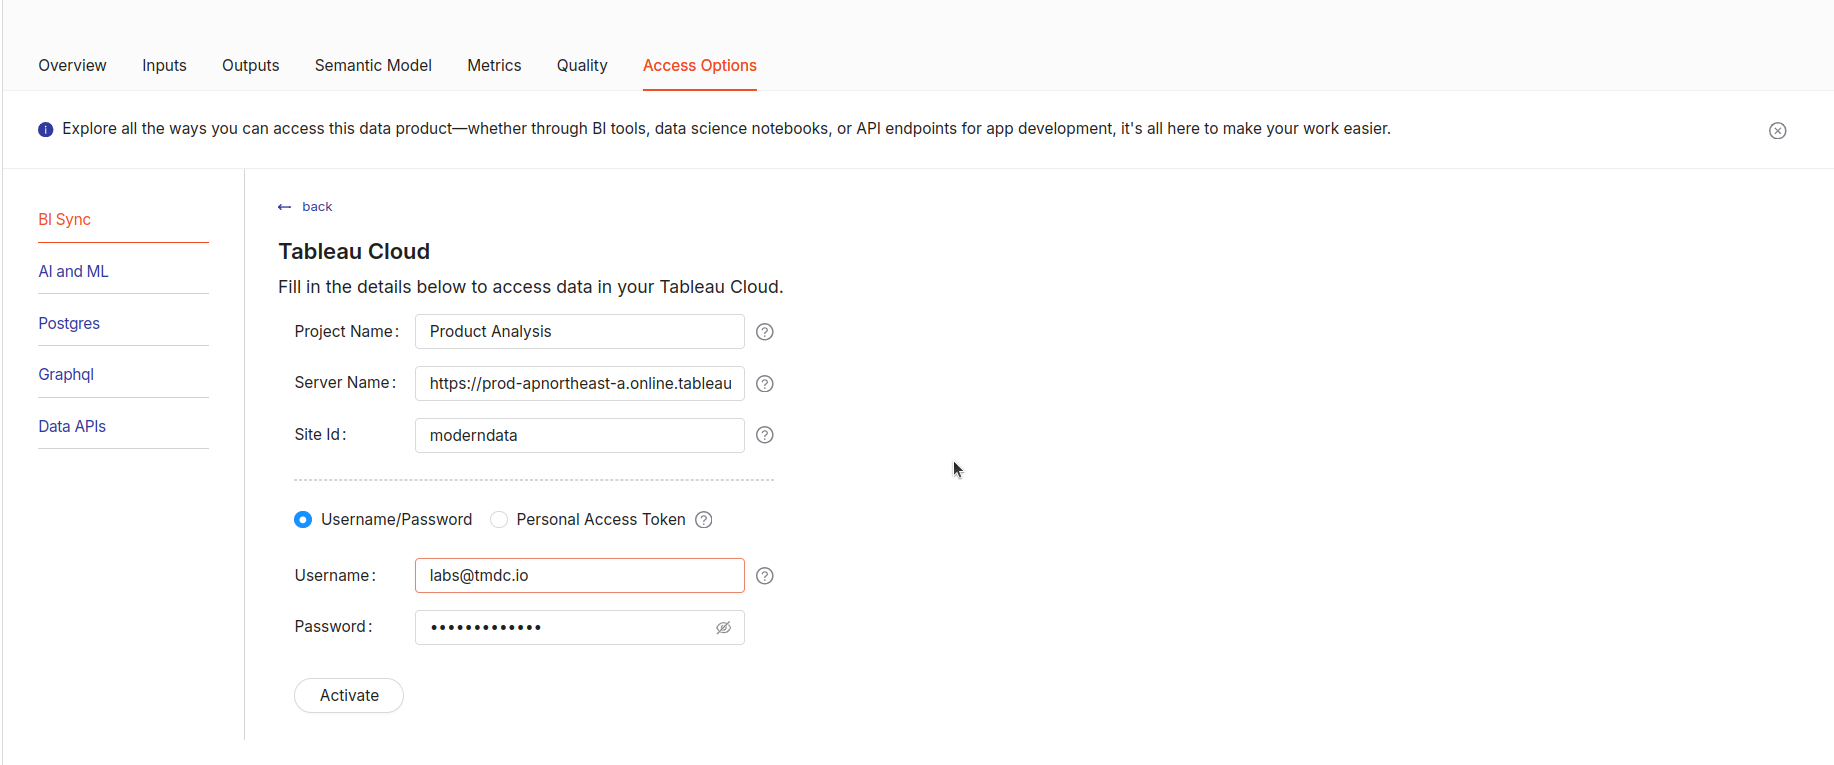 Overview Inputs Outputs Semantic Model Metrics Quality Access Options
Explore all the ways you can access this data product—whether through BI tools, data science notebooks, or API endpoints for app development, it's all here to make your work easier.
BI Sync
AI and ML
Postgres
Graphql
Data APIs
← back
Tableau Cloud
Fill in the details below to access data in your Tableau Cloud.
Project Name: Product Analysis
Server Name: https://prod-apnortheast-a.online.tableau
Site Id: moderndata
Username/Password Personal Access Token
Username: labs@tmdc.io
Password: •••••••••••••
Activate